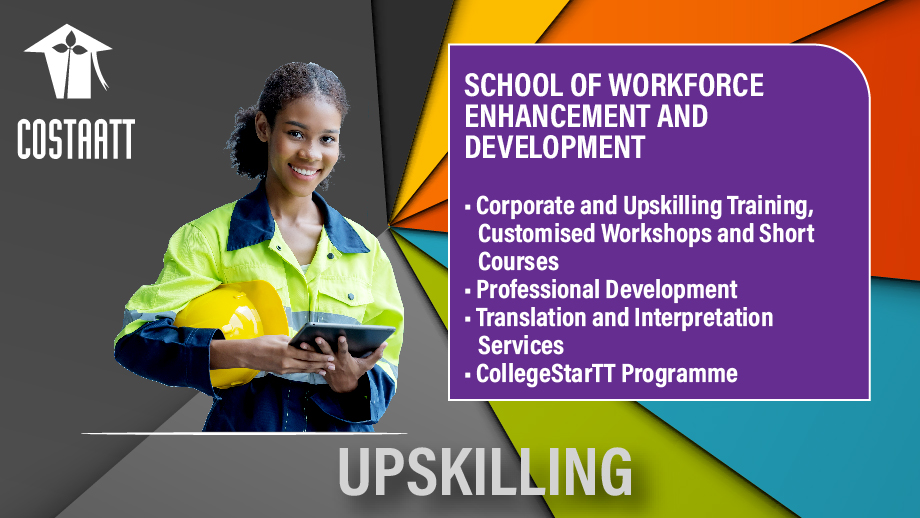 COSTAATT
SCHOOL OF WORKFORCE
ENHANCEMENT AND
DEVELOPMENT
▪ Corporate and Upskilling Training,
Customised Workshops and Short
Courses
▪ Professional Development
▪ Translation and Interpretation
Services
▪ CollegeStarTT Programme
UPSKILLING